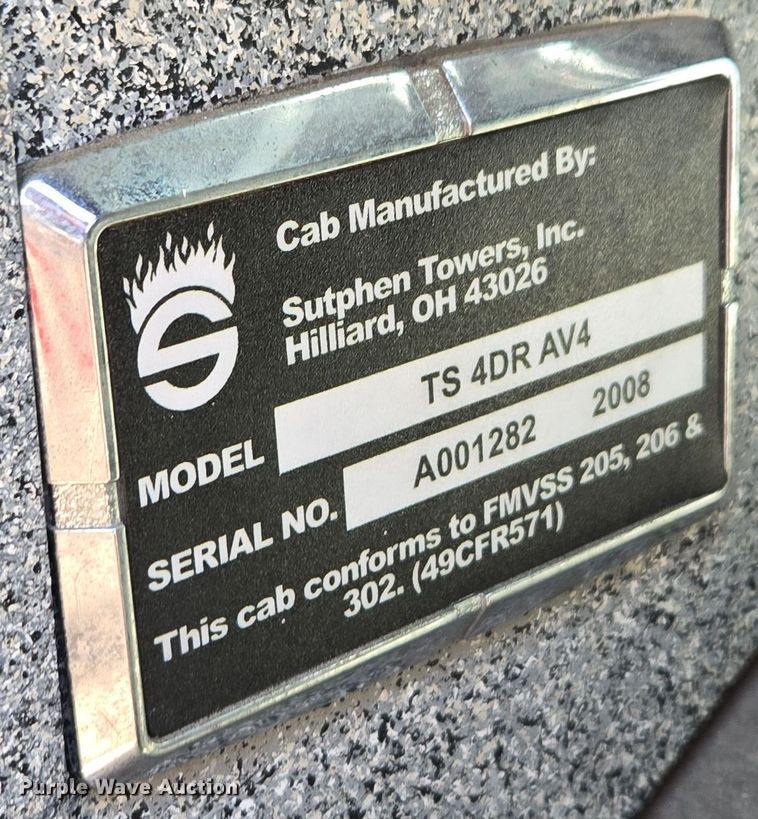 S
Cab Manufactured By:
Sutphen Towers, Inc.
Hilliard, OH 43026
MODEL TS 4DR AV4
SERIAL NO. A001282 2008
This cab conforms to FMVSS 205, 206 &
302. (49CFR571)
Purple Wave Auction